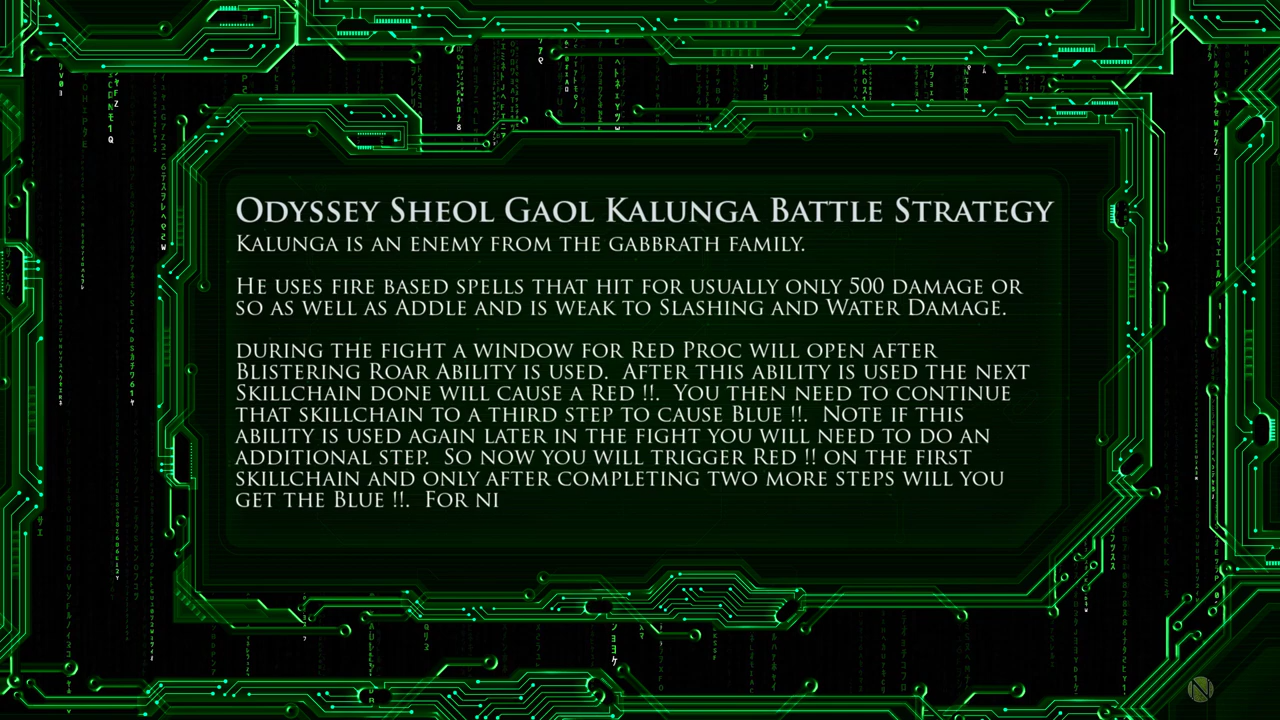 Odyssey Sheol Gaol Kalunga Battle Strategy
Kalunga is an enemy from the gabbrath family.
He uses fire based spells that hit for usually only 500 damage or
so as well as Addle and is weak to Slashing and Water Damage.
during the fight a window for Red Proc will open after
Blistering Roar Ability is used.  After this ability is used the next
Skillchain done will cause a Red !!.  You then need to continue
that skillchain to a third step to cause Blue !!.  Note if this
ability is used again later in the fight you will need to do an
additional step.  So now you will trigger Red !! on the first
skillchain and only after completing two more steps will you
get the Blue !!.  For ni